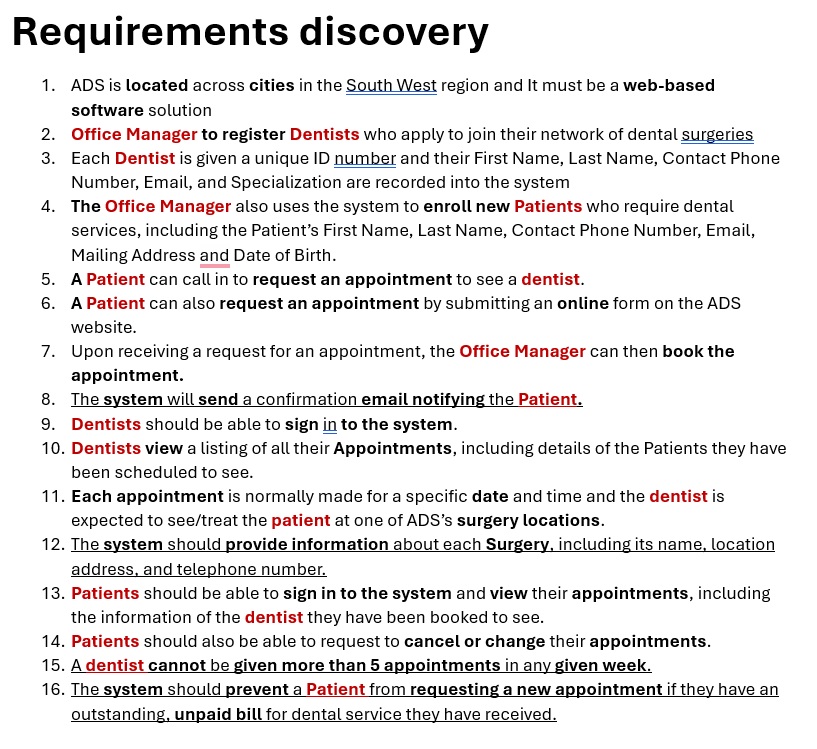 Requirements discovery
1. ADS is located across cities in the South West region and It must be a web-based
software solution
2. Office Manager to register Dentists who apply to join their network of dental surgeries
3. Each Dentist is given a unique ID number and their First Name, Last Name, Contact Phone
Number, Email, and Specialization are recorded into the system
4. The Office Manager also uses the system to enroll new Patients who require dental
services, including the Patient’s First Name, Last Name, Contact Phone Number, Email,
Mailing Address and Date of Birth.
5. A Patient can call in to request an appointment to see a dentist.
6. A Patient can also request an appointment by submitting an online form on the ADS
website.
7. Upon receiving a request for an appointment, the Office Manager can then book the
appointment.
8. The system will send a confirmation email notifying the Patient.
9. Dentists should be able to sign in to the system.
10. Dentists view a listing of all their Appointments, including details of the Patients they have
been scheduled to see.
11. Each appointment is normally made for a specific date and time and the dentist is
expected to see/treat the patient at one of ADS’s surgery locations.
12. The system should provide information about each Surgery, including its name, location
address, and telephone number.
13. Patients should be able to sign in to the system and view their appointments, including
the information of the dentist they have been booked to see.
14. Patients should also be able to request to cancel or change their appointments.
15. A dentist cannot be given more than 5 appointments in any given week.
16. The system should prevent a Patient from requesting a new appointment if they have an
outstanding, unpaid bill for dental service they have received.